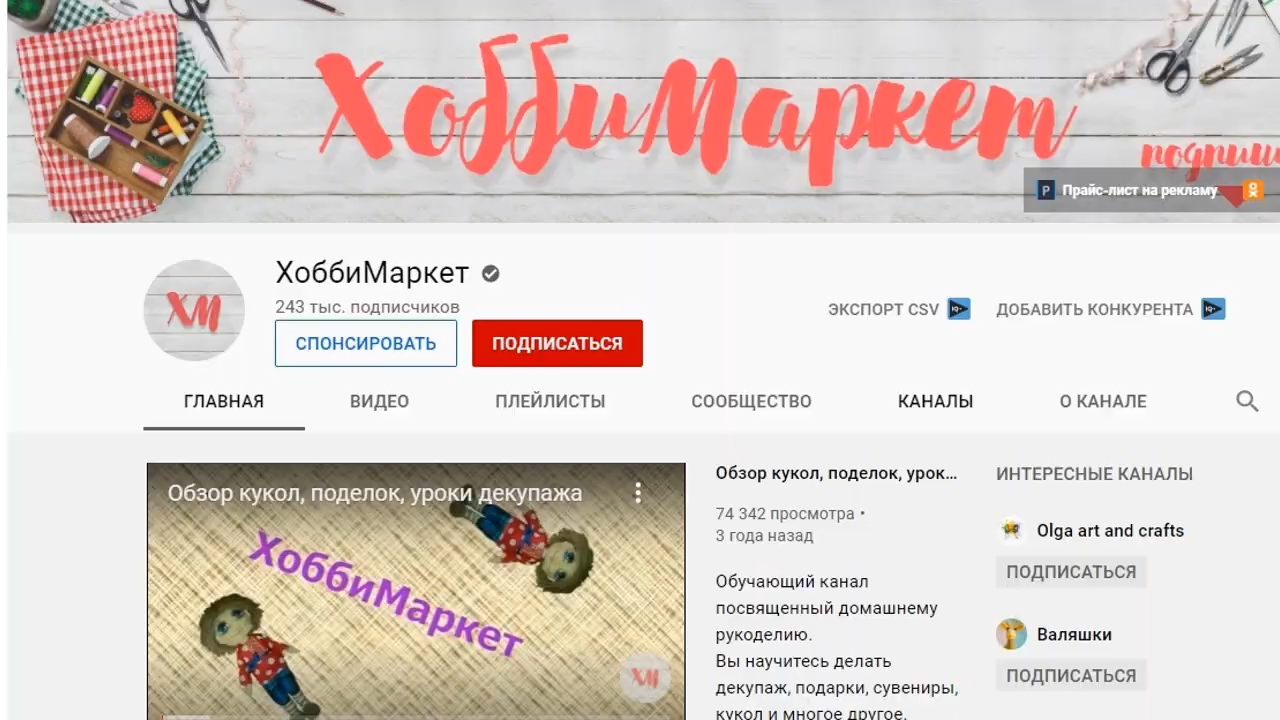 ХоббиМаркет
подпиши
Прайс-лист на рекламу
ХМ
ХоббиМаркет
243 тыс. подписчиков
СПОНСИРОВАТЬ
ПОДПИСАТЬСЯ
ЭКСПОРТ CSV
ДОБАВИТЬ КОНКУРЕНТА
ГЛАВНАЯ
ВИДЕО
ПЛЕЙЛИСТЫ
СООБЩЕСТВО
КАНАЛЫ
О КАНАЛЕ
Обзор кукол, поделок, уроки декупажа
ХоббиМаркет
ХМ
Обзор кукол, поделок, урок...
74 342 просмотра •
3 года назад
Обучающий канал
посвященный домашнему
рукоделию.
Вы научитесь делать
декупаж, подарки, сувениры,
кукол и многое другое.
ИНТЕРЕСНЫЕ КАНАЛЫ
Olga art and crafts
ПОДПИСАТЬСЯ
Валяшки
ПОДПИСАТЬСЯ